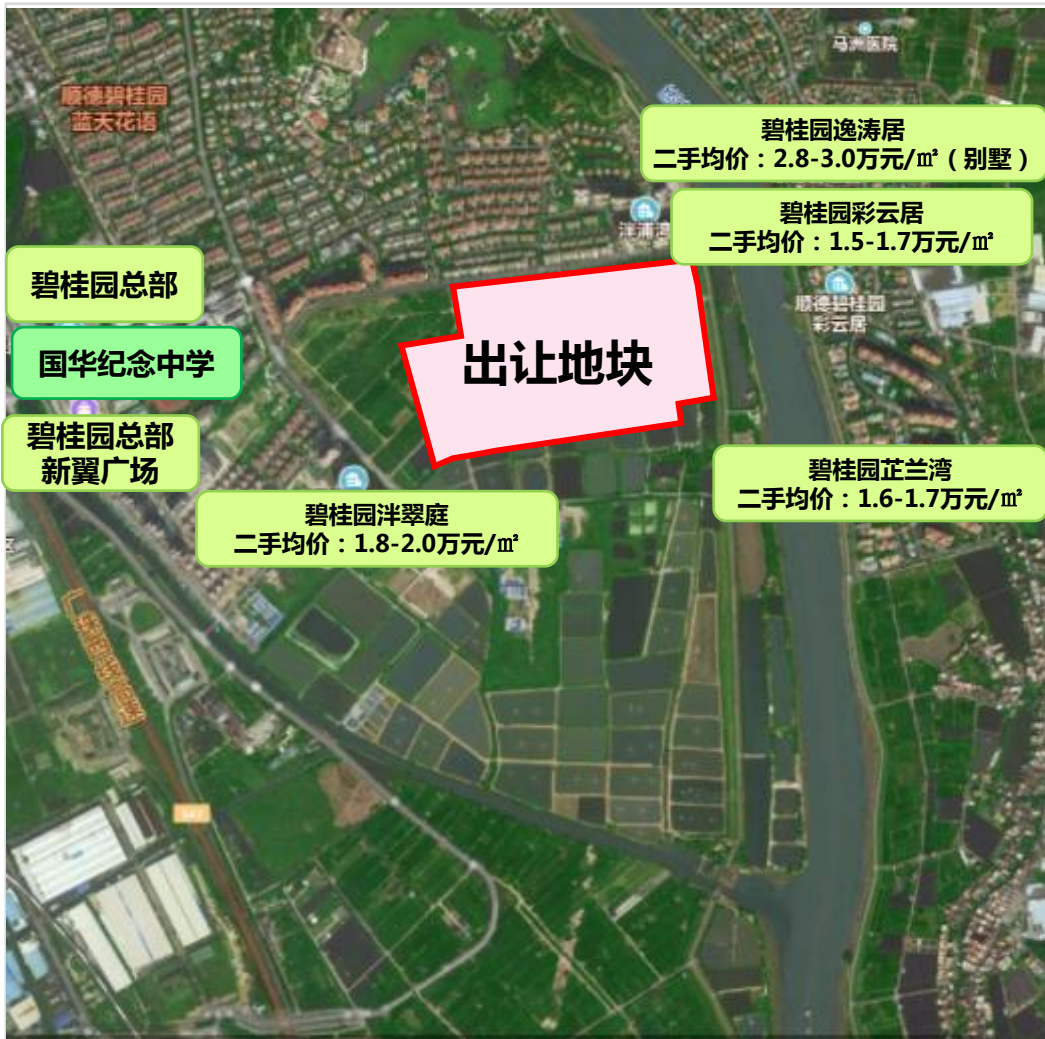 马洲医院
顺德碧桂园
蓝天花语
碧桂园逸涛居
二手均价：2.8-3.0万元/㎡（别墅）
碧桂园彩云居
二手均价：1.5-1.7万元/㎡
碧桂园总部
顺德碧桂园
彩云居
国华纪念中学
出让地块
碧桂园总部
新翼广场
碧桂园芷兰湾
二手均价：1.6-1.7万元/㎡
碧桂园泮翠庭
二手均价：1.8-2.0万元/㎡